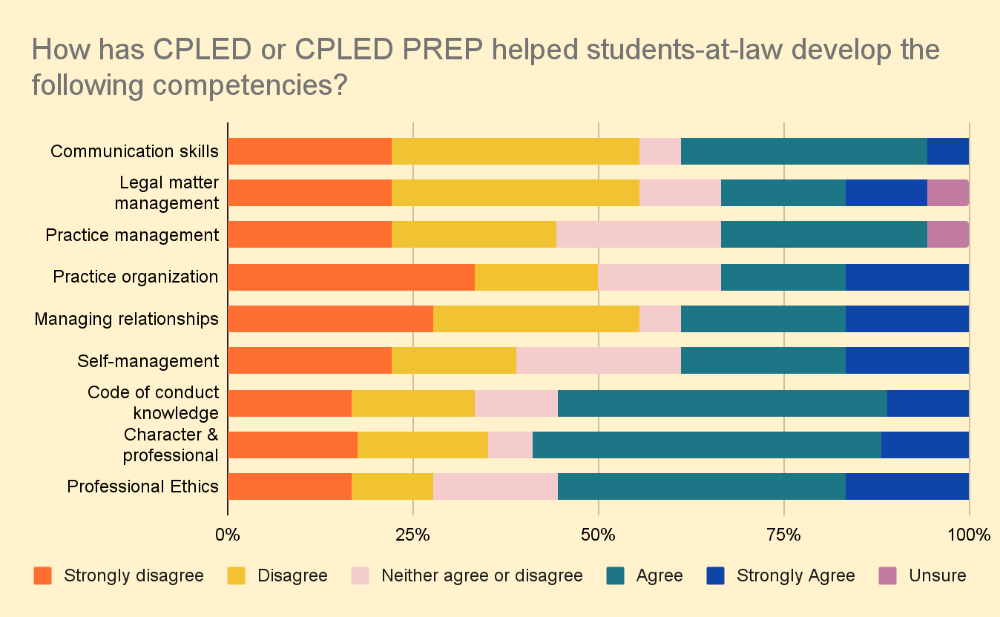 How has CPLED or CPLED PREP helped students-at-law develop the
following competencies?
Communication skills
Legal matter
management
Practice management
Practice organization
Managing relationships
Self-management
Code of conduct
knowledge
Character &
professional
Professional Ethics
0% 25% 50% 75% 100%
Strongly disagree Disagree Neither agree or disagree Agree Strongly Agree Unsure